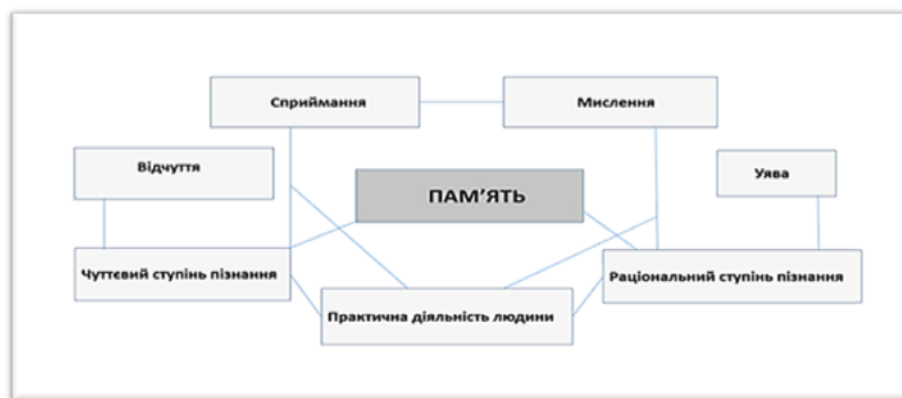 Сприймання
Мислення
Відчуття
Уява
ПАМ’ЯТЬ
Чуттєвий ступінь пізнання
Раціональний ступінь пізнання
Практична діяльність людини